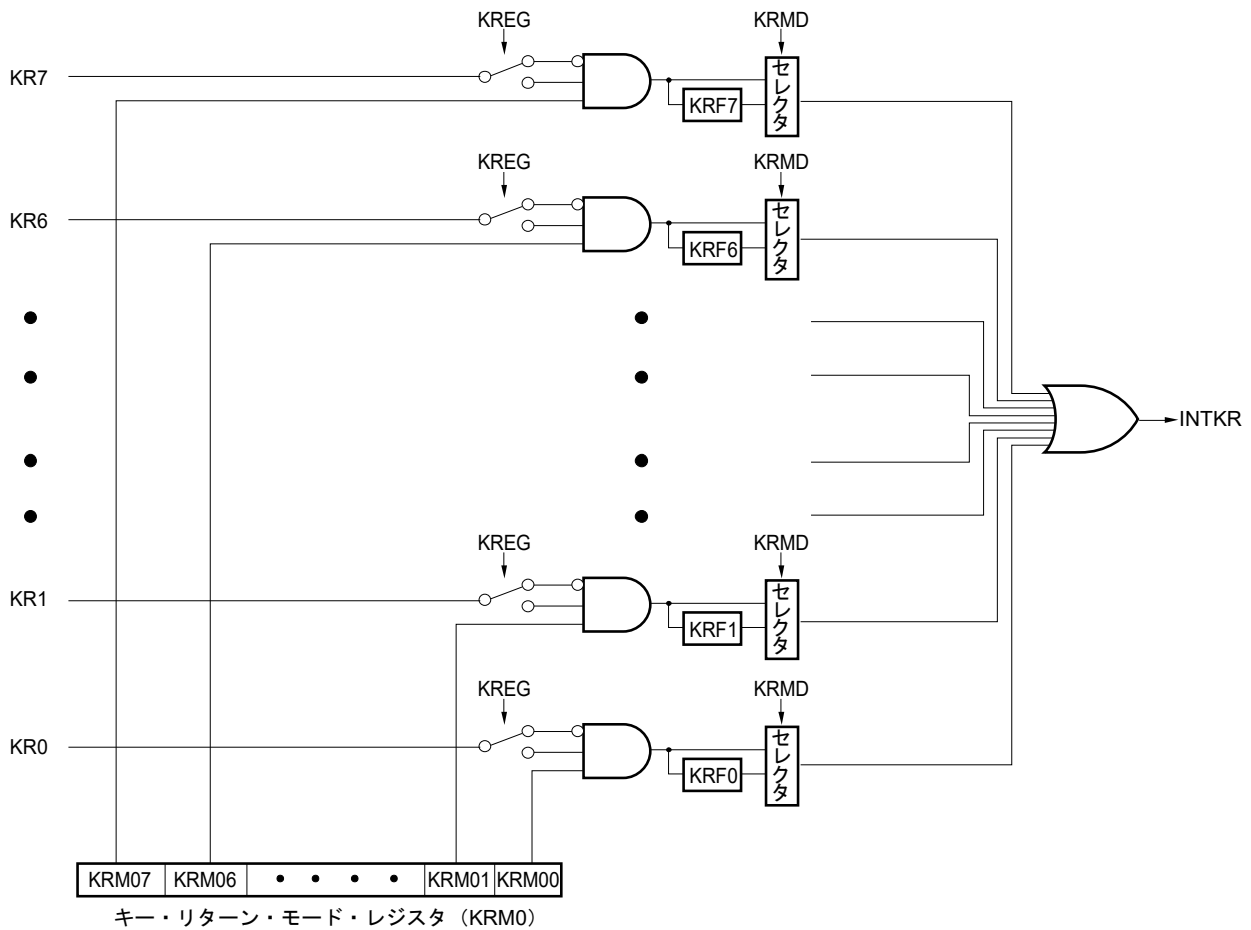 KREG KRMD
KR7
KRF7
セレクタ
KREG KRMD
KR6
KRF6
セレクタ
INTKR
KREG KRMD
KR1
KRF1
セレクタ
KREG KRMD
KR0
KRF0
セレクタ
KRM07 KRM06 • • • • KRM01 KRM00
キー・リターン・モード・レジスタ（KRM0）